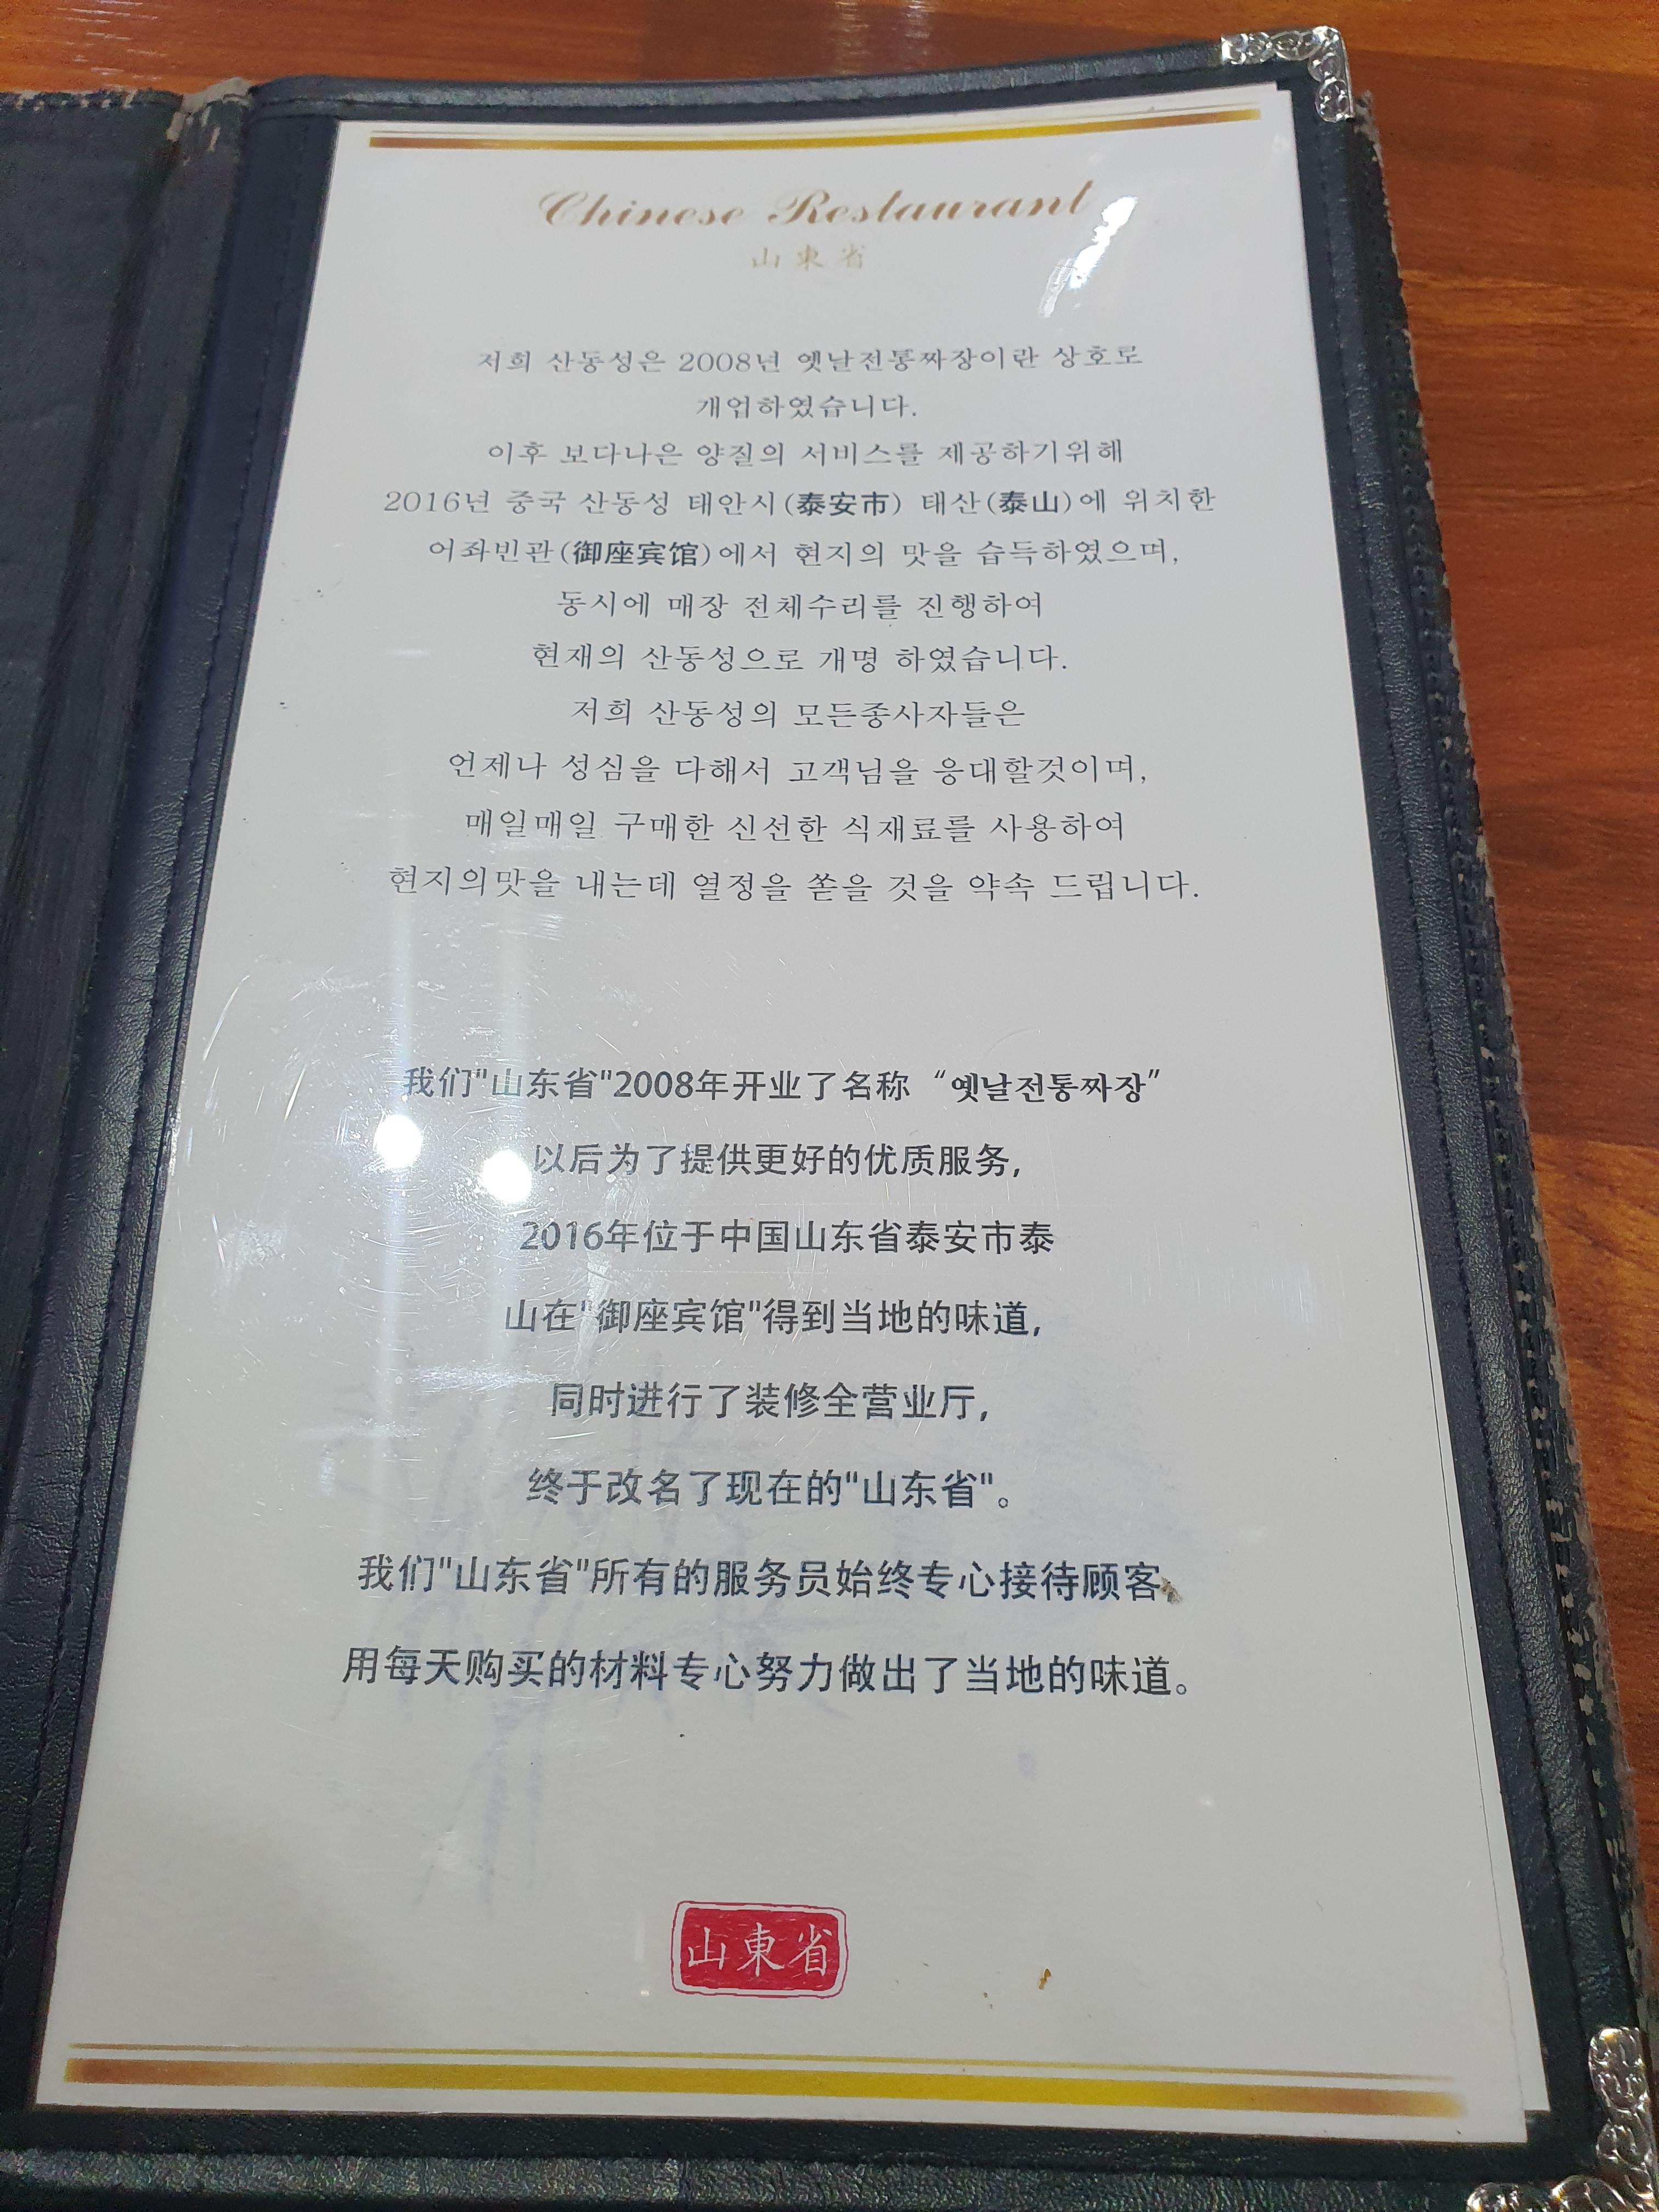 Chinese Restaurant
山東省
저희 산동성은 2008년 옛날전통짜장이란 상호로
개업하였습니다.
이후 보다나은 양질의 서비스를 제공하기위해
2016년 중국 산동성 태안시(泰安市) 태산(泰山)에 위치한
어좌빈관(御座宾馆)에서 현지의 맛을 습득하였으며,
동시에 매장 전체수리를 진행하여
현재의 산동성으로 개명 하였습니다.
저희 산동성의 모든종사자들은
언제나 성심을 다해서 고객님을 응대할것이며,
매일매일 구매한 신선한 식재료를 사용하여
현지의맛을 내는데 열정을 쏟을 것을 약속 드립니다.
我们"山东省"2008年开业了名称 “옛날전통짜장”
以后为了提供更好的优质服务,
2016年位于中国山东省泰安市泰
山在"御座宾馆"得到当地的味道,
同时进行了装修全营业厅,
终于改名了现在的"山东省"。
我们"山东省"所有的服务员始终专心接待顾客,
用每天购买的材料专心努力做出了当地的味道。
山東省